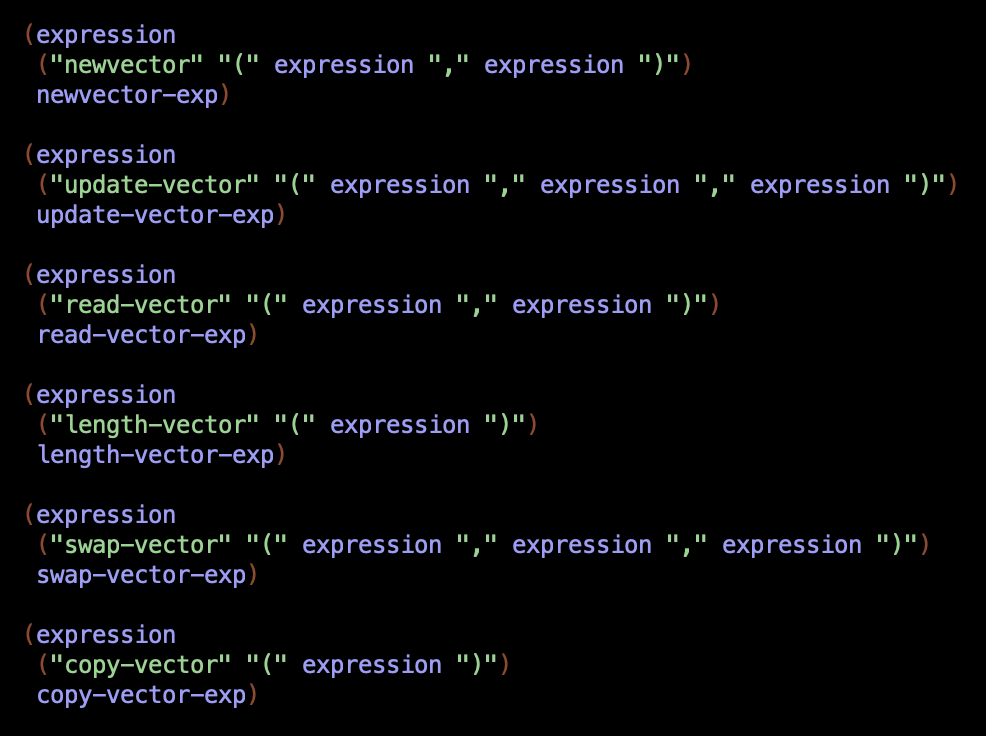 (expression
("newvector" "(" expression "," expression ")")
newvector-exp)
(expression
("update-vector" "(" expression "," expression "," expression ")")
update-vector-exp)
(expression
("read-vector" "(" expression "," expression ")")
read-vector-exp)
(expression
("length-vector" "(" expression ")")
length-vector-exp)
(expression
("swap-vector" "(" expression "," expression "," expression ")")
swap-vector-exp)
(expression
("copy-vector" "(" expression ")")
copy-vector-exp)